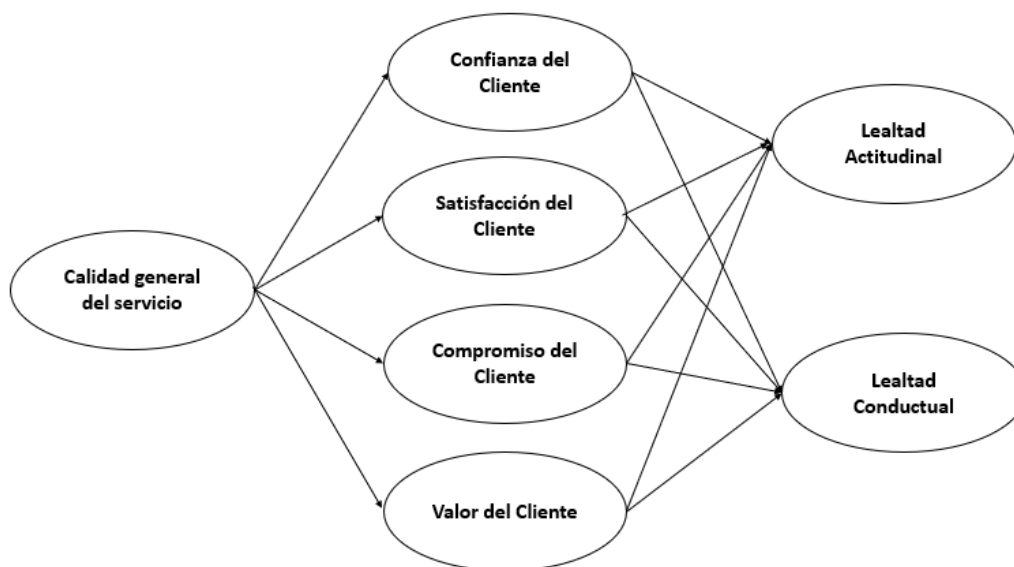 Confianza del
Cliente
Lealtad
Actitudinal
Satisfacción del
Cliente
Calidad general
del servicio
Compromiso del
Cliente
Lealtad
Conductual
Valor del Cliente